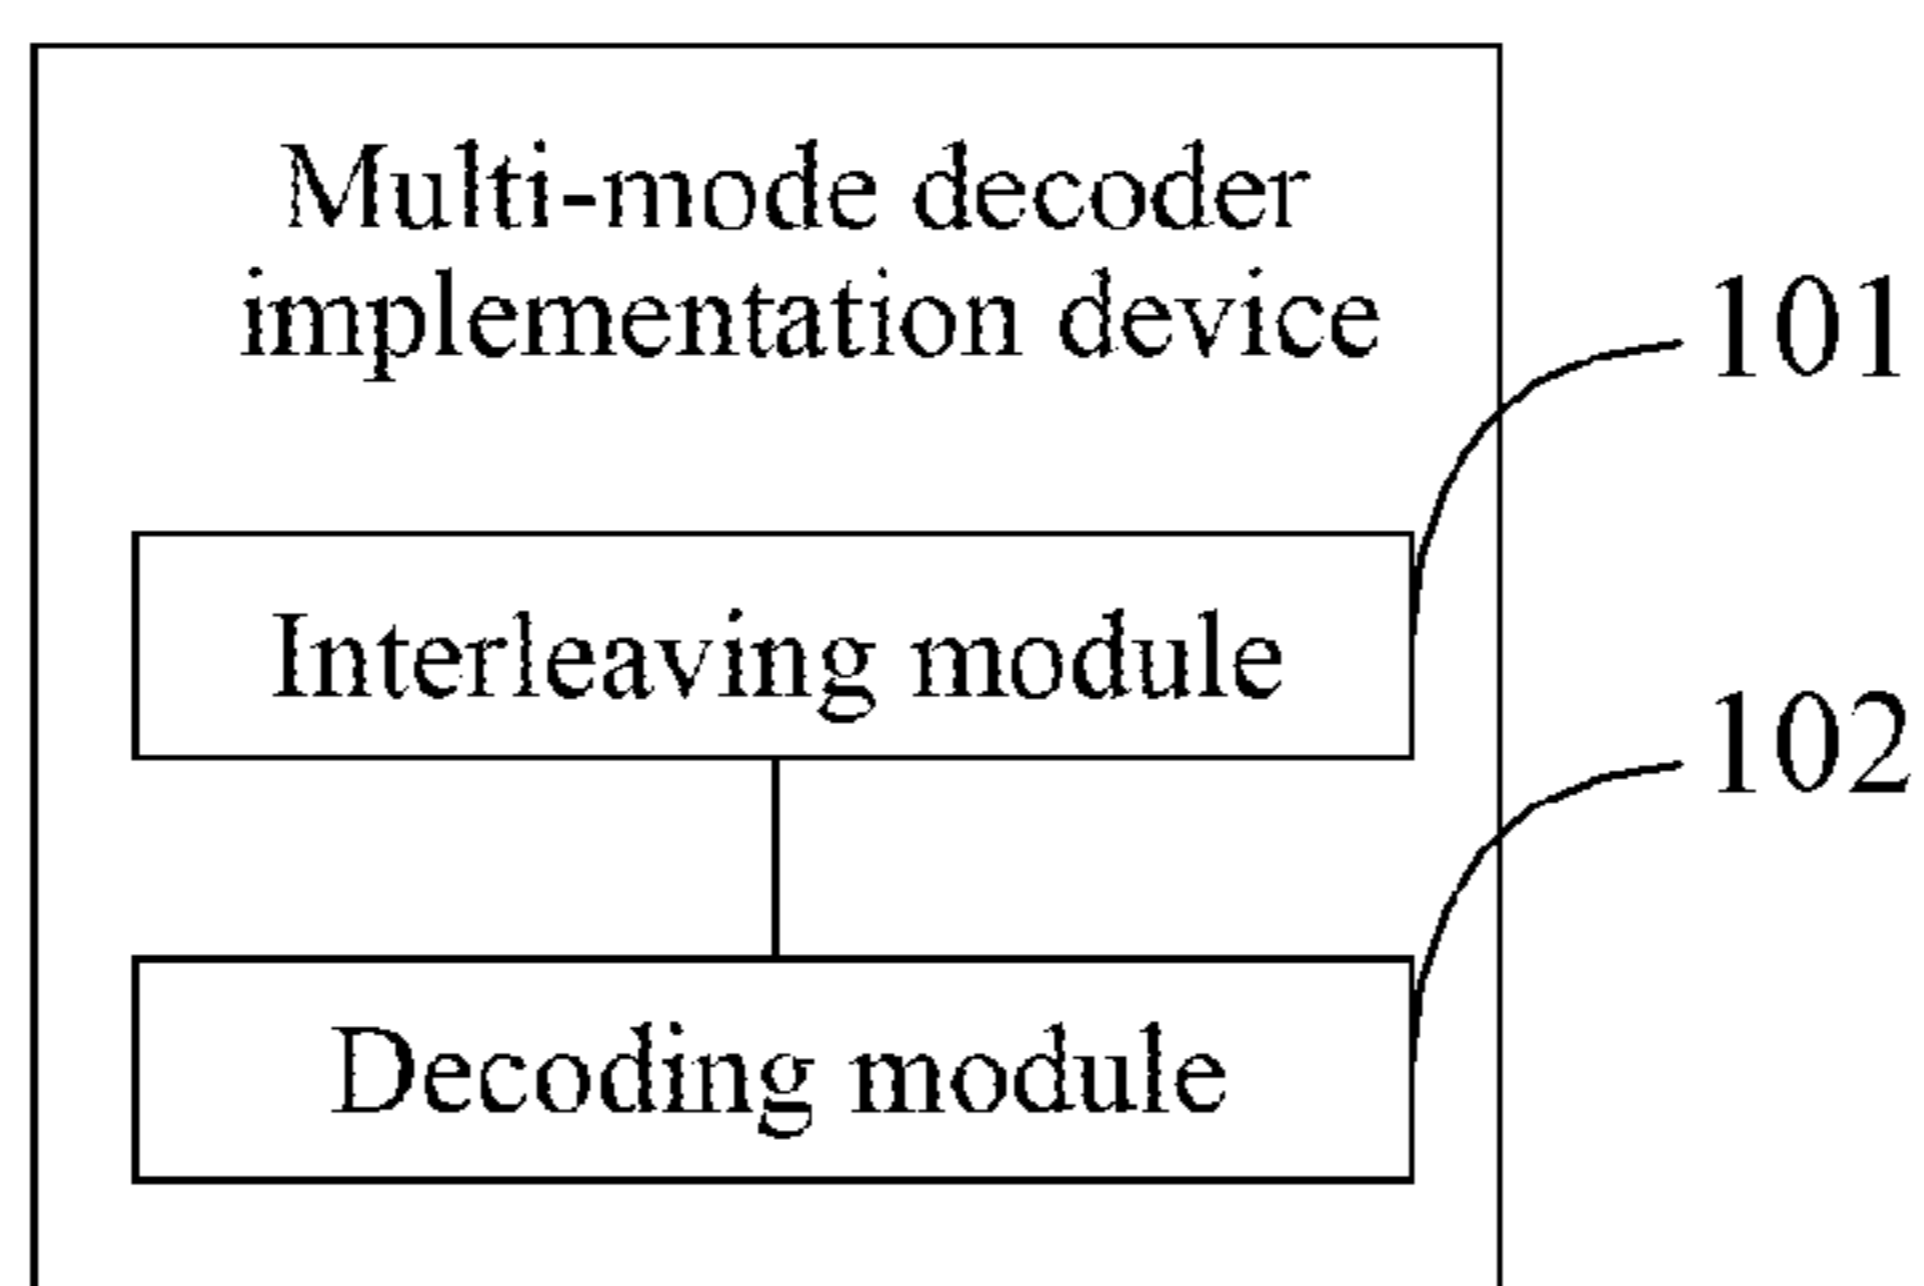 Multi-mode decoder
implementation device
101
Interleaving module
102
Decoding module